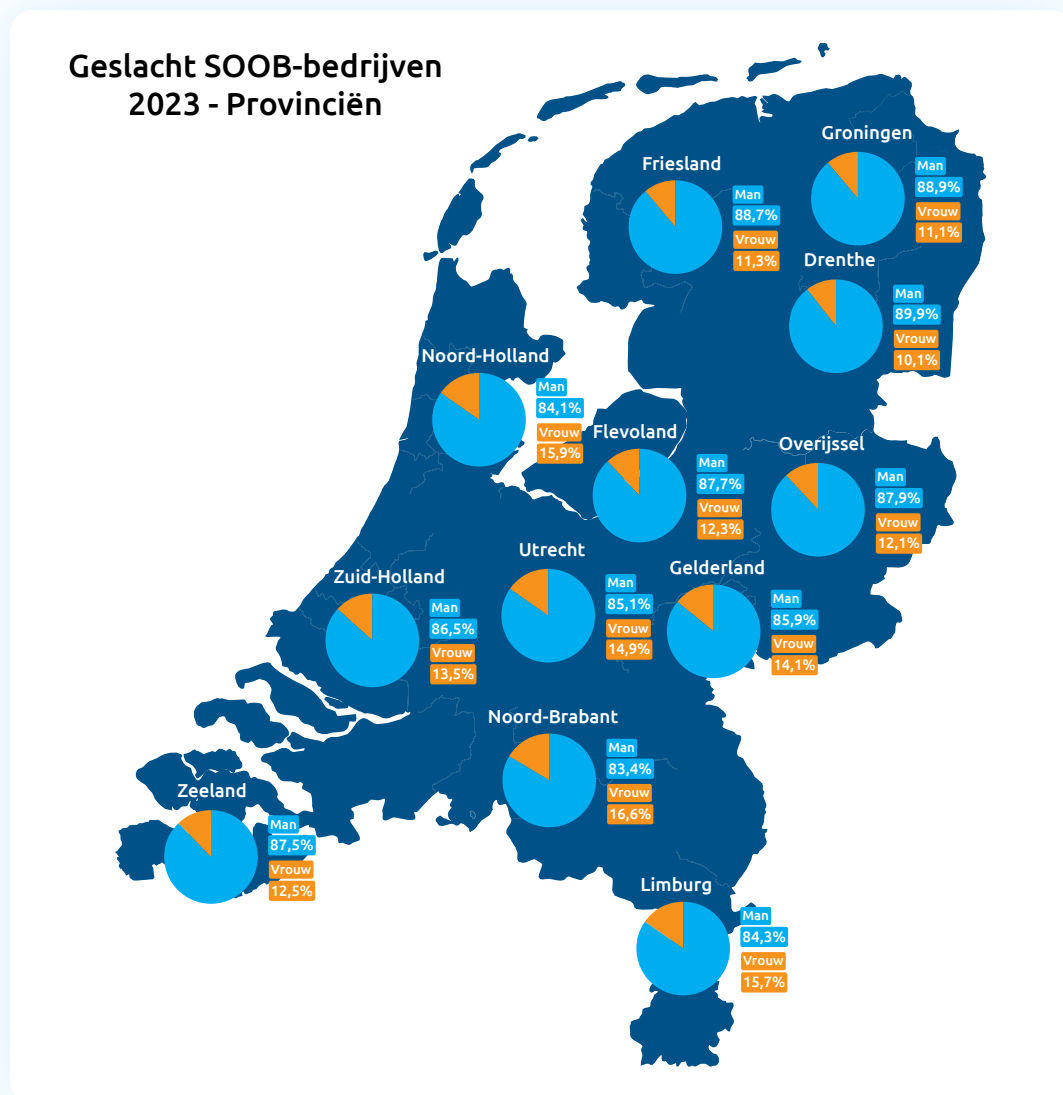 Geslacht SOOB-bedrijven
2023 - Provinciën
Groningen
Man
88,9%
Vrouw
11,1%
Friesland
Man
88,7%
Vrouw
11,3%
Drenthe
Man
89,9%
Vrouw
10,1%
Noord-Holland
Man
84,1%
Vrouw
15,9%
Flevoland
Man
87,7%
Vrouw
12,3%
Overijssel
Man
87,9%
Vrouw
12,1%
Utrecht
Man
85,1%
Vrouw
14,9%
Gelderland
Man
85,9%
Vrouw
14,1%
Zuid-Holland
Man
86,5%
Vrouw
13,5%
Noord-Brabant
Man
83,4%
Vrouw
16,6%
Zeeland
Man
87,5%
Vrouw
12,5%
Limburg
Man
84,3%
Vrouw
15,7%